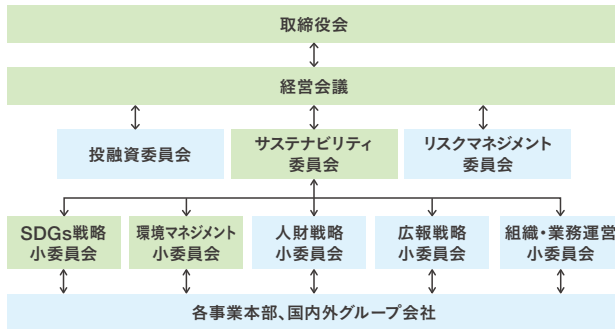 取締役会
経営会議
投融資委員会
サステナビリティ
委員会
リスクマネジメント
委員会
SDGs戦略
小委員会
環境マネジメント
小委員会
人財戦略
小委員会
広報戦略
小委員会
組織・業務運営
小委員会
各事業本部、国内外グループ会社